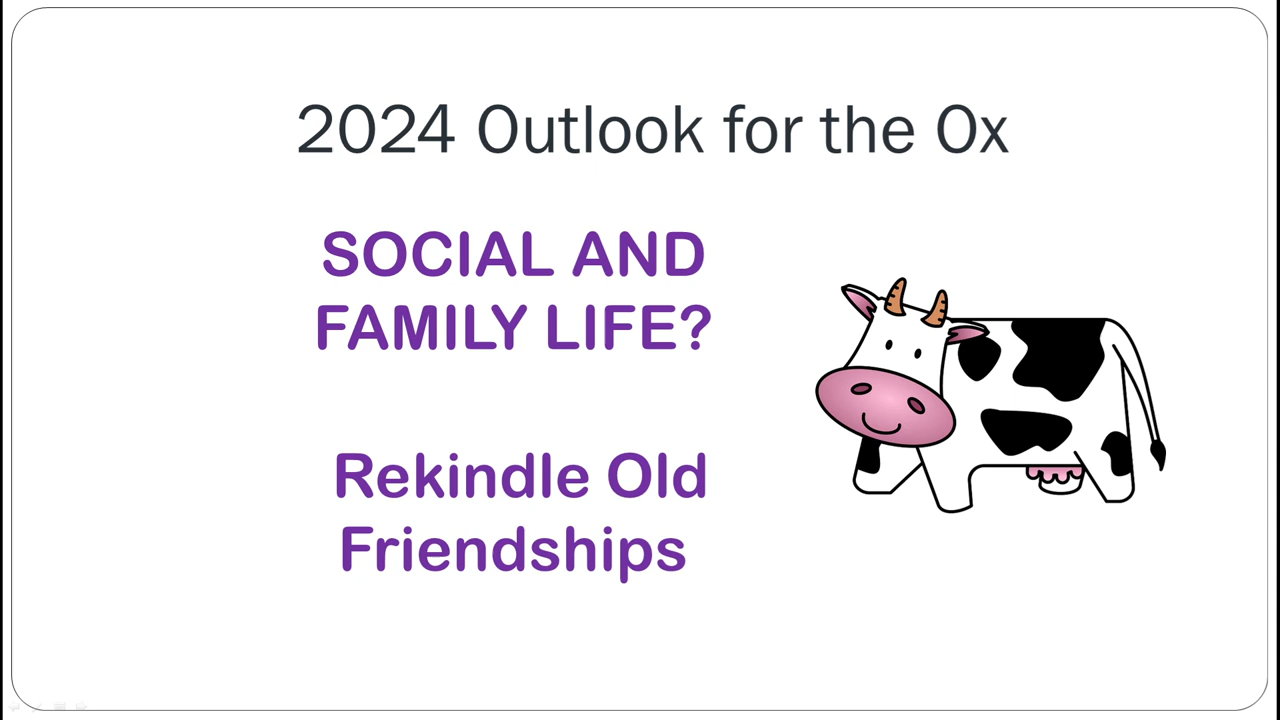 2024 Outlook for the Ox
SOCIAL AND
FAMILY LIFE?
Rekindle Old
Friendships